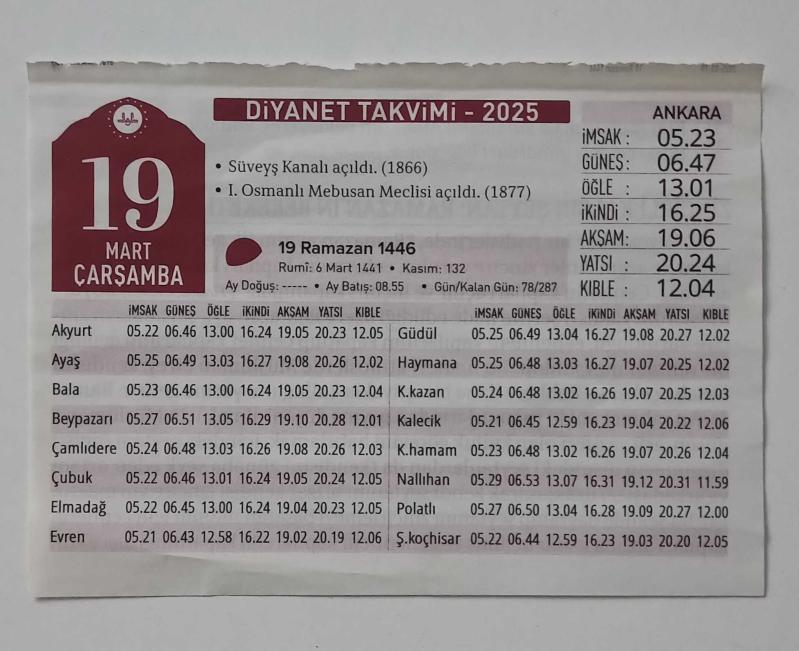 DİYANET TAKVİMİ - 2025
19
MART
ÇARŞAMBA
• Süveyş Kanalı açıldı. (1866)
• I. Osmanlı Mebusan Meclisi açıldı. (1877)
19 Ramazan 1446
Rumî: 6 Mart 1441 • Kasım: 132
Ay Doğuş: ----- • Ay Batış: 08.55 • Gün/Kalan Gün: 78/287
ANKARA
İMSAK : 05.23
GÜNEŞ : 06.47
ÖĞLE : 13.01
İKİNDİ : 16.25
AKŞAM : 19.06
YATSI : 20.24
KIBLE : 12.04
İMSAK GÜNEŞ ÖĞLE İKİNDİ AKŞAM YATSI KIBLE
Akyurt 05.22 06.46 13.00 16.24 19.05 20.23 12.05
Ayaş 05.25 06.49 13.03 16.27 19.08 20.26 12.02
Bala 05.23 06.46 13.00 16.24 19.05 20.23 12.04
Beypazarı 05.27 06.51 13.05 16.29 19.10 20.28 12.01
Çamlıdere 05.24 06.48 13.03 16.26 19.08 20.26 12.03
Çubuk 05.22 06.46 13.01 16.24 19.05 20.24 12.05
Elmadağ 05.22 06.45 13.00 16.24 19.04 20.23 12.05
Evren 05.21 06.43 12.58 16.22 19.02 20.19 12.06
İMSAK GÜNEŞ ÖĞLE İKİNDİ AKŞAM YATSI KIBLE
Güdül 05.25 06.49 13.04 16.27 19.08 20.27 12.02
Haymana 05.25 06.48 13.03 16.27 19.07 20.25 12.02
K.kazan 05.24 06.48 13.02 16.26 19.07 20.25 12.03
Kalecik 05.21 06.45 12.59 16.23 19.04 20.22 12.06
K.hamam 05.23 06.48 13.02 16.26 19.07 20.26 12.04
Nallıhan 05.29 06.53 13.07 16.31 19.12 20.31 11.59
Polatlı 05.27 06.50 13.04 16.28 19.09 20.27 12.00
Ş.koçhisar 05.22 06.44 12.59 16.23 19.03 20.20 12.05